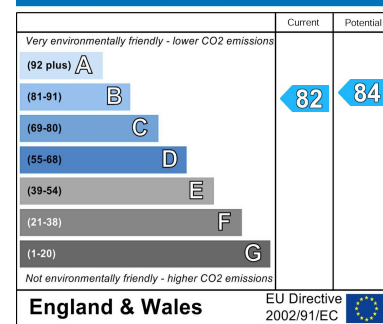 Current Potential
Very environmentally friendly - lower CO2 emissions
(92 plus) A
(81-91) B
82 84
(69-80) C
(55-68) D
(39-54) E
(21-38) F
(1-20) G
Not environmentally friendly - higher CO2 emissions
England & Wales
EU Directive
2002/91/EC